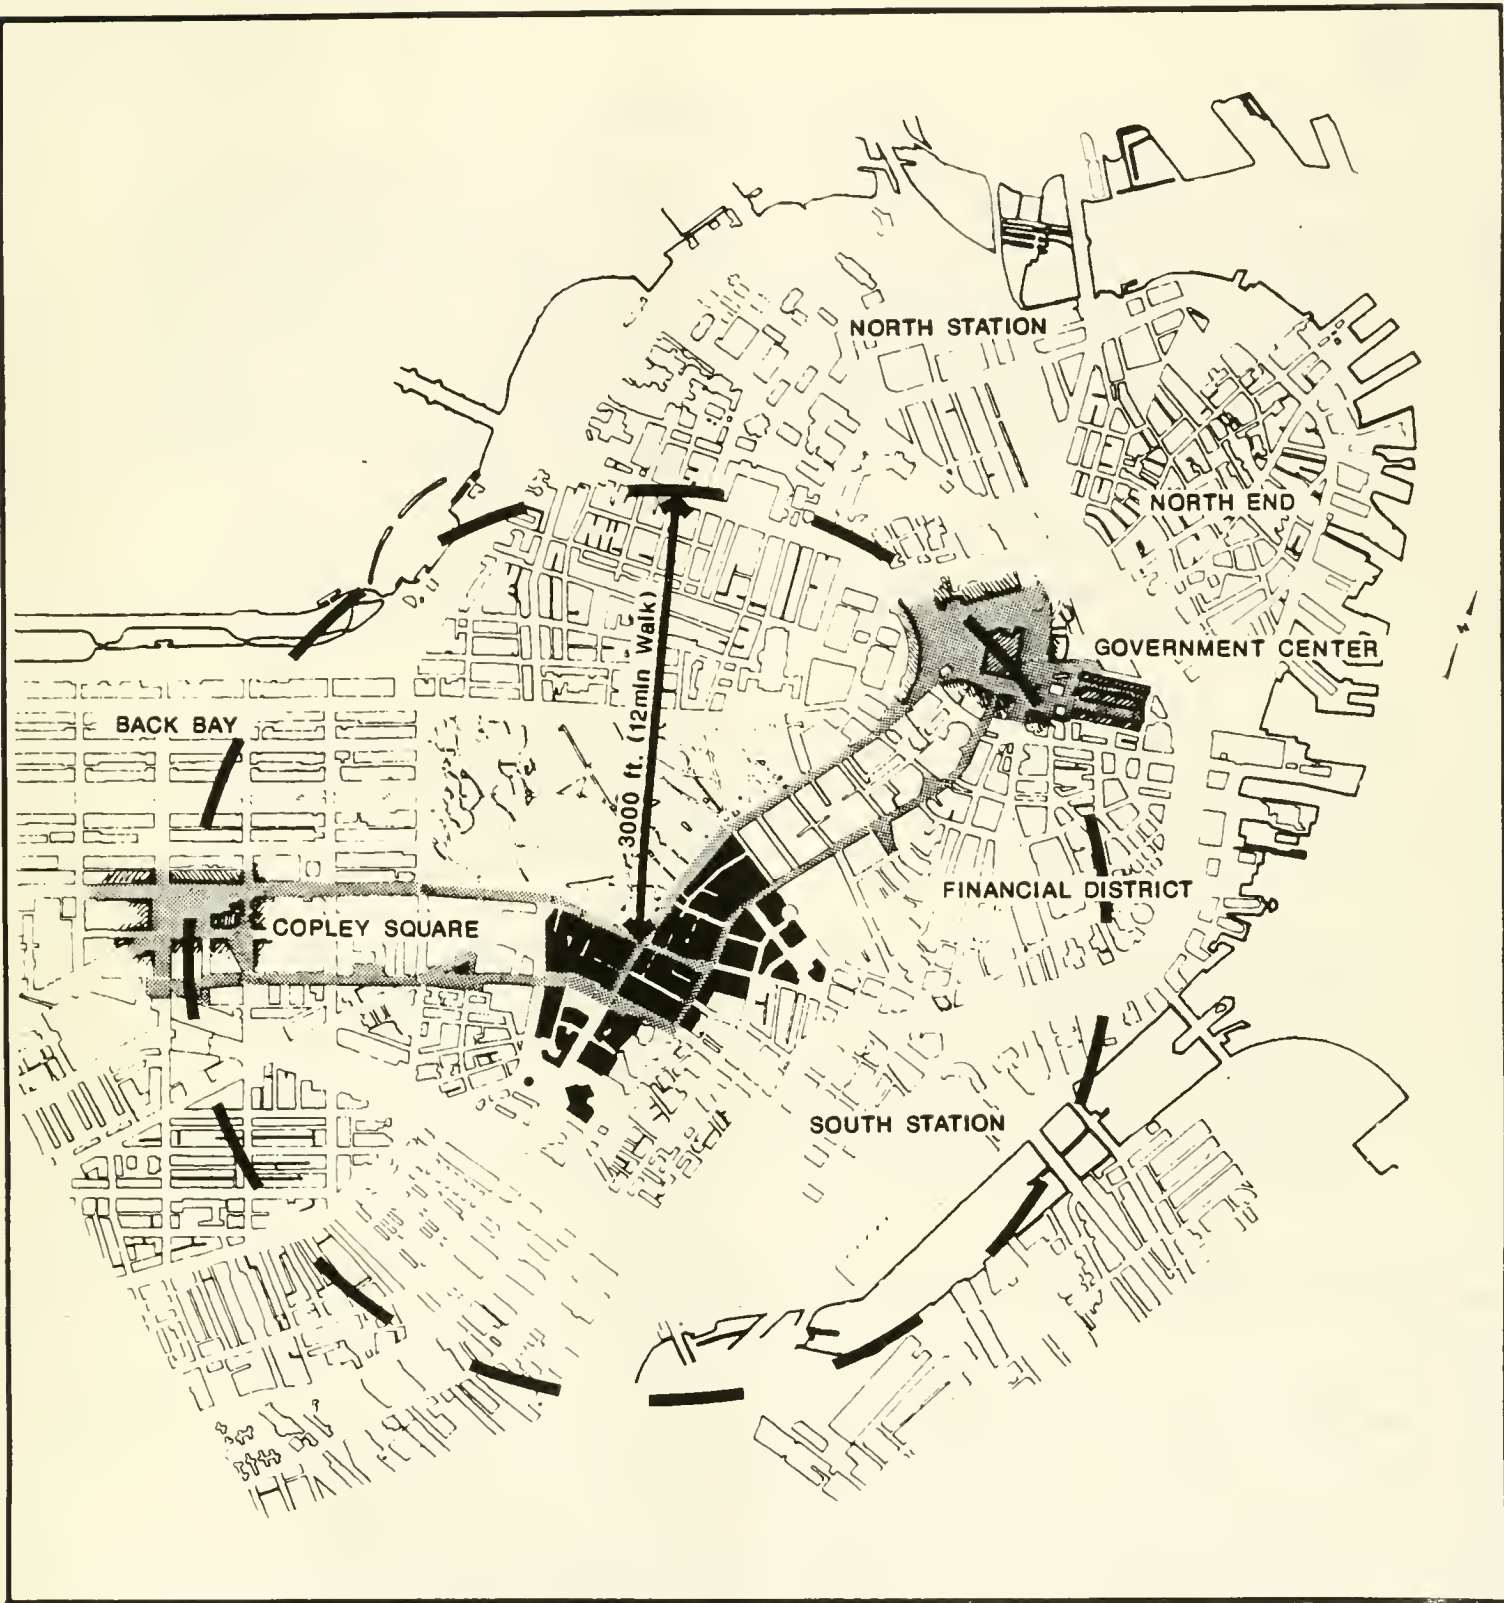 NORTH STATION
NORTH END
GOVERNMENT CENTER
BACK BAY
3000 ft. (12min Walk)
FINANCIAL DISTRICT
COPLEY SQUARE
SOUTH STATION